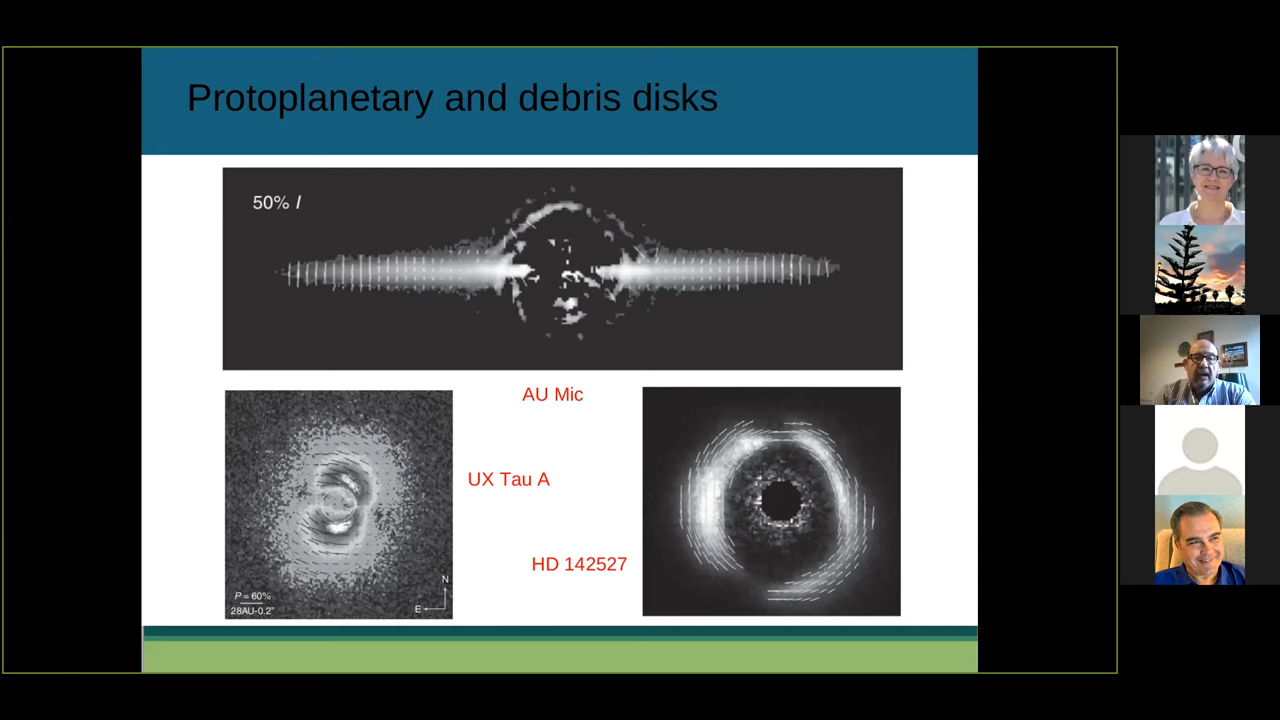 Protoplanetary and debris disks
50% I
AU Mic
UX Tau A
HD 142527
P = 60%
28AU-0.2"
N
E